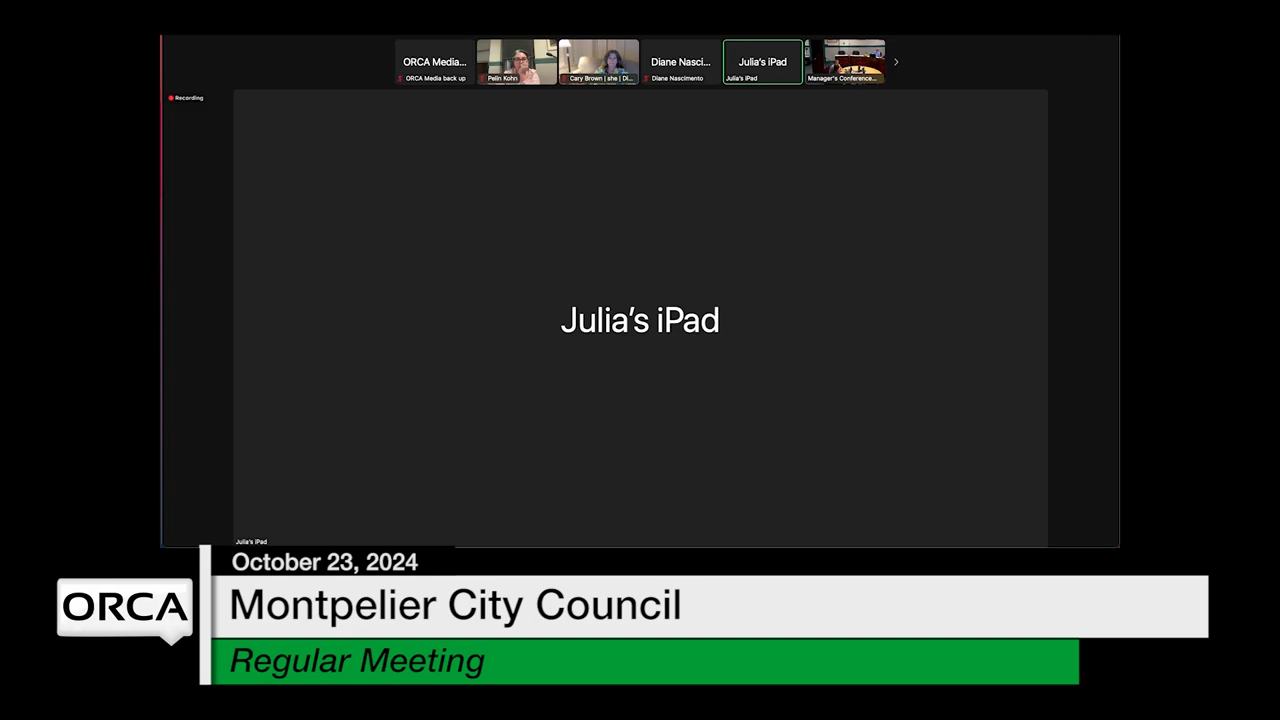 ORCA Media...
Diane Nasci...
Julia's iPad
ORCA Media back up
Pelin Kohn
Cary Brown | she | Di...
Diane Nascimento
Julia's iPad
Manager's Conference...
Recording
Julia's iPad
Julia's iPad
October 23, 2024
ORCA
Montpelier City Council
Regular Meeting